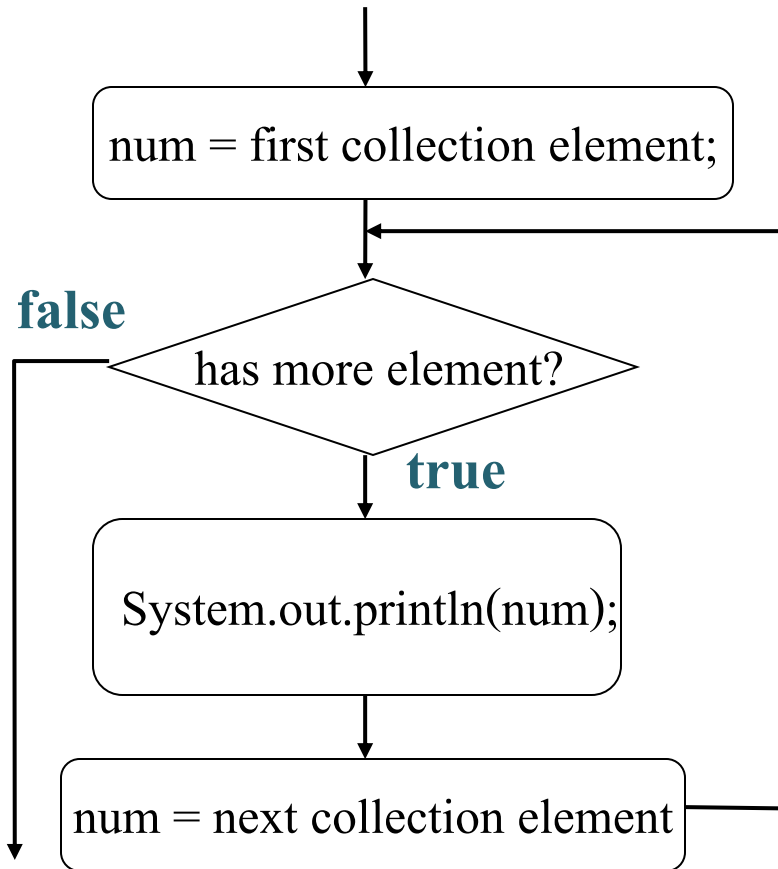 num = first collection element;
false
has more element?
true
System.out.println(num);
num = next collection element